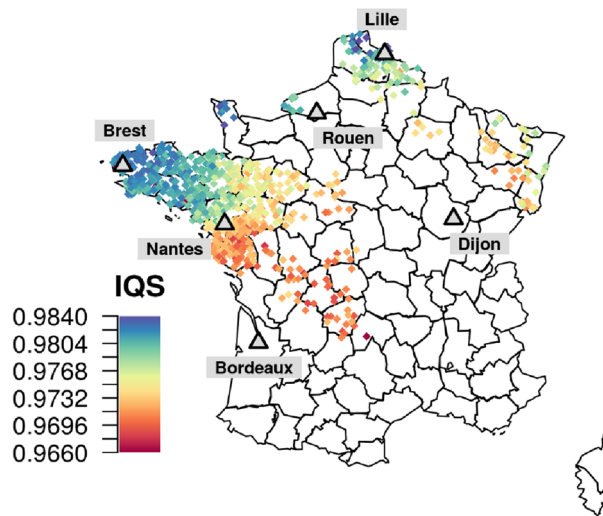 Lille
Brest
Rouen
Nantes
Dijon
IQS
0.9840
0.9804
0.9768
0.9732
0.9696
0.9660
Bordeaux